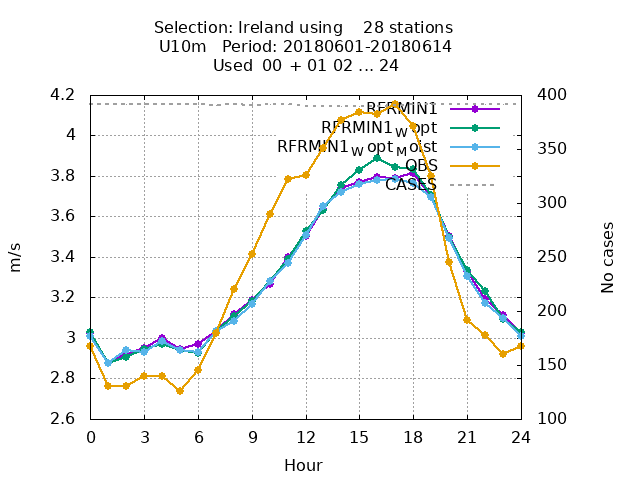 Selection: Ireland using 28 stations
U10m Period: 20180601-20180614
Used 00 + 01 02 ... 24
4.2
4
3.8
3.6
3.4
3.2
3
2.8
2.6
m/s
400
350
300
250
200
150
100
No cases
RFRMIN1
RFRMIN1_W opt
RFRMIN1_W opt_Moist
OBS
CASES
0 3 6 9 12 15 18 21 24
Hour